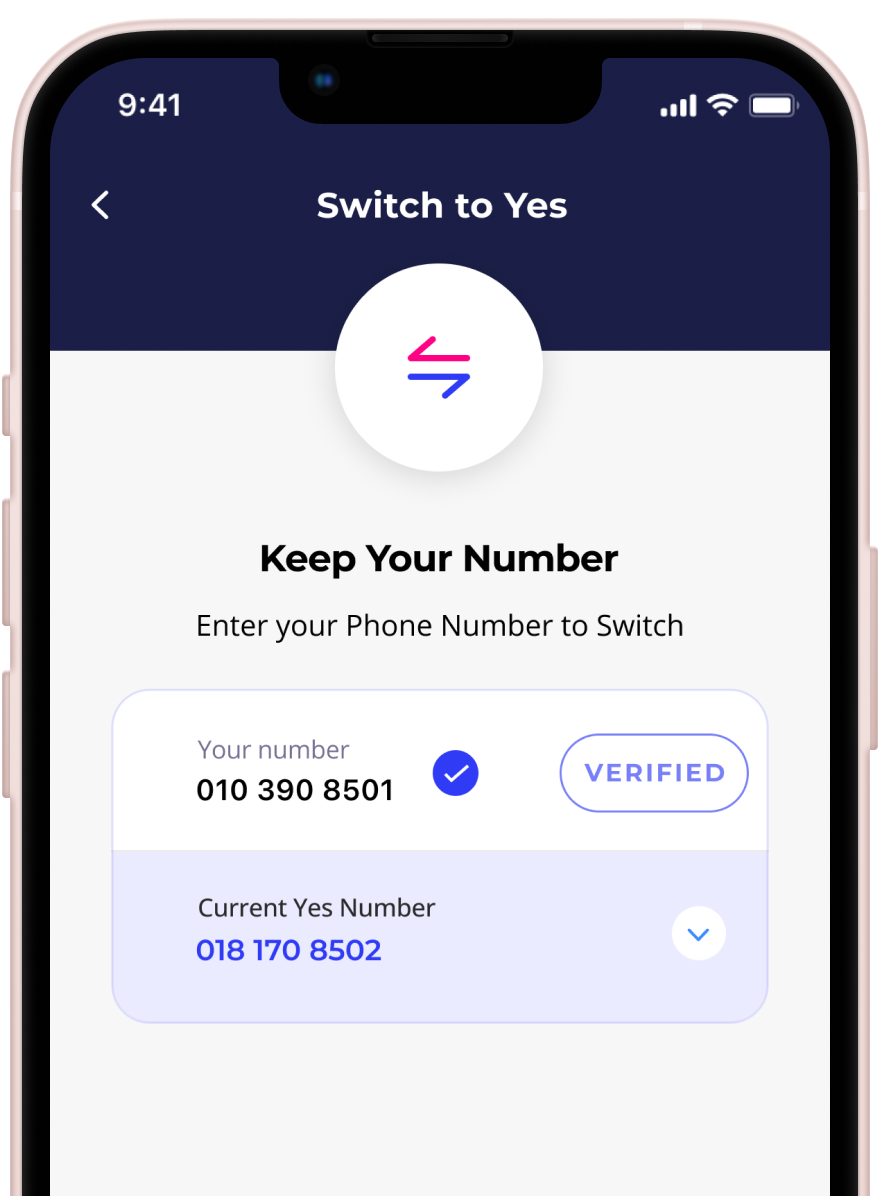 9:41
Switch to Yes
Keep Your Number
Enter your Phone Number to Switch
Your number
010 390 8501
VERIFIED
Current Yes Number
018 170 8502